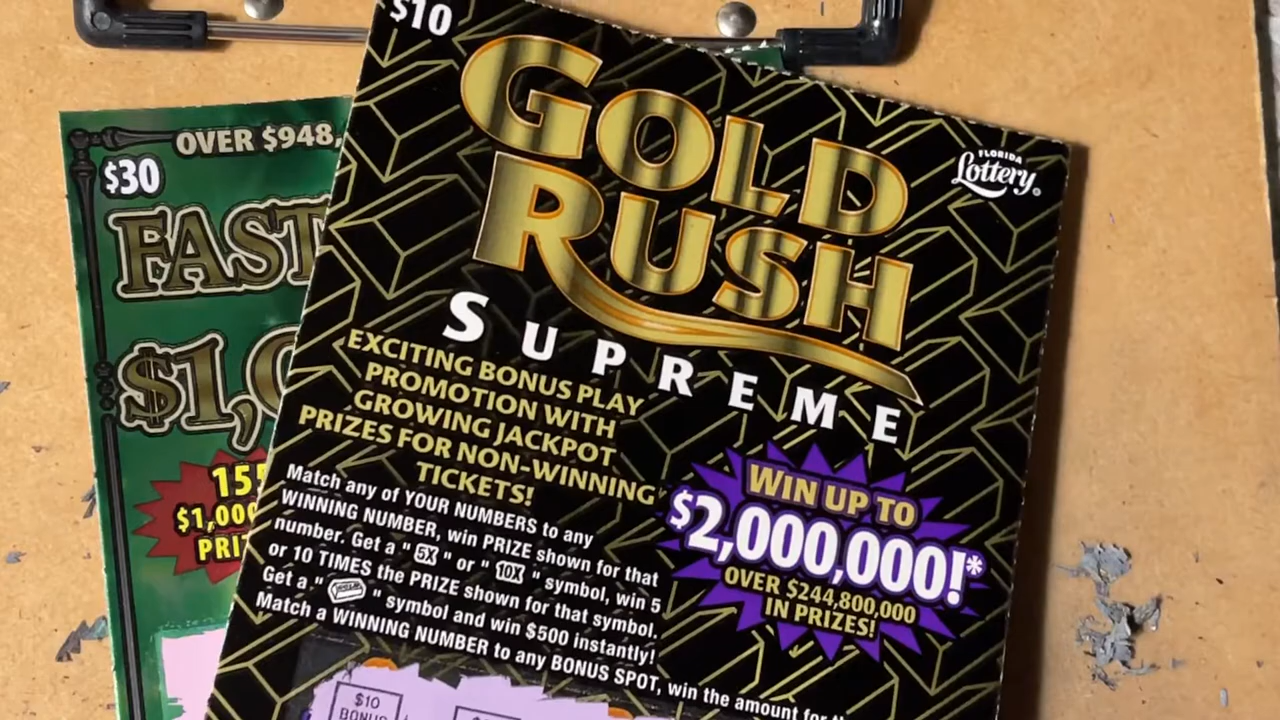 $10
GOLD
RUSH
SUPREME
FLORIDA
Lottery
EXCITING BONUS PLAY
PROMOTION WITH
GROWING JACKPOT
PRIZES FOR NON-WINNING
TICKETS!
WIN UP TO
$2,000,000!*
OVER $244,800,000
IN PRIZES!
Match any of YOUR NUMBERS to any
WINNING NUMBER, win PRIZE shown for that
number. Get a "5X" or "10X" symbol, win 5
or 10 TIMES the PRIZE shown for that symbol.
Get a " " symbol and win $500 instantly!
Match a WINNING NUMBER to any BONUS SPOT, win the amount for
$10
BONUS
OVER $948,
$30
FAST
$1,0
155
$1,000
PRI